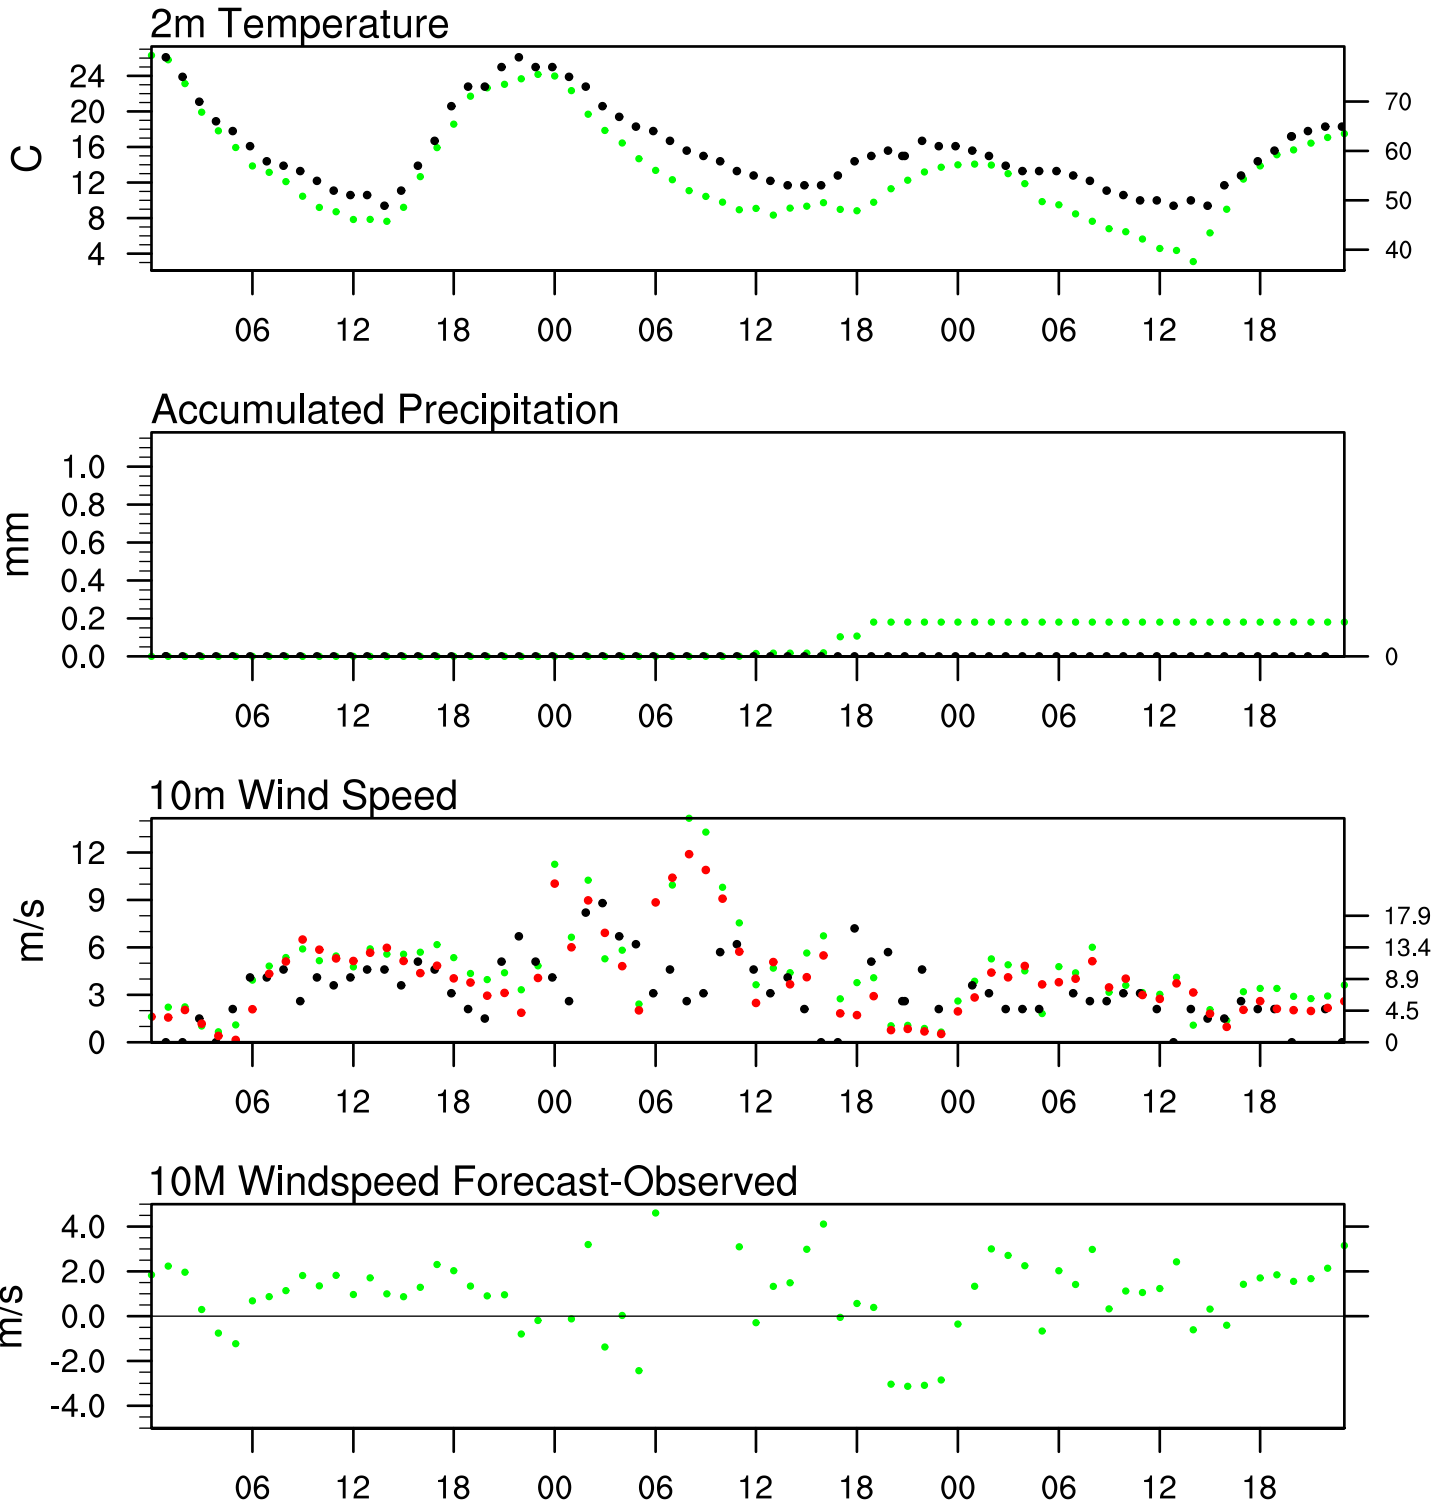 2m Temperature
24
20
16
12
8
4
C
70
60
50
40
06 12 18 00 06 12 18 00 06 12 18
Accumulated Precipitation
1.0
0.8
0.6
0.4
0.2
0.0
mm
0
06 12 18 00 06 12 18 00 06 12 18
10m Wind Speed
12
9
6
3
0
m/s
17.9
13.4
8.9
4.5
0
06 12 18 00 06 12 18 00 06 12 18
10M Windspeed Forecast-Observed
4.0
2.0
0.0
-2.0
-4.0
m/s
06 12 18 00 06 12 18 00 06 12 18